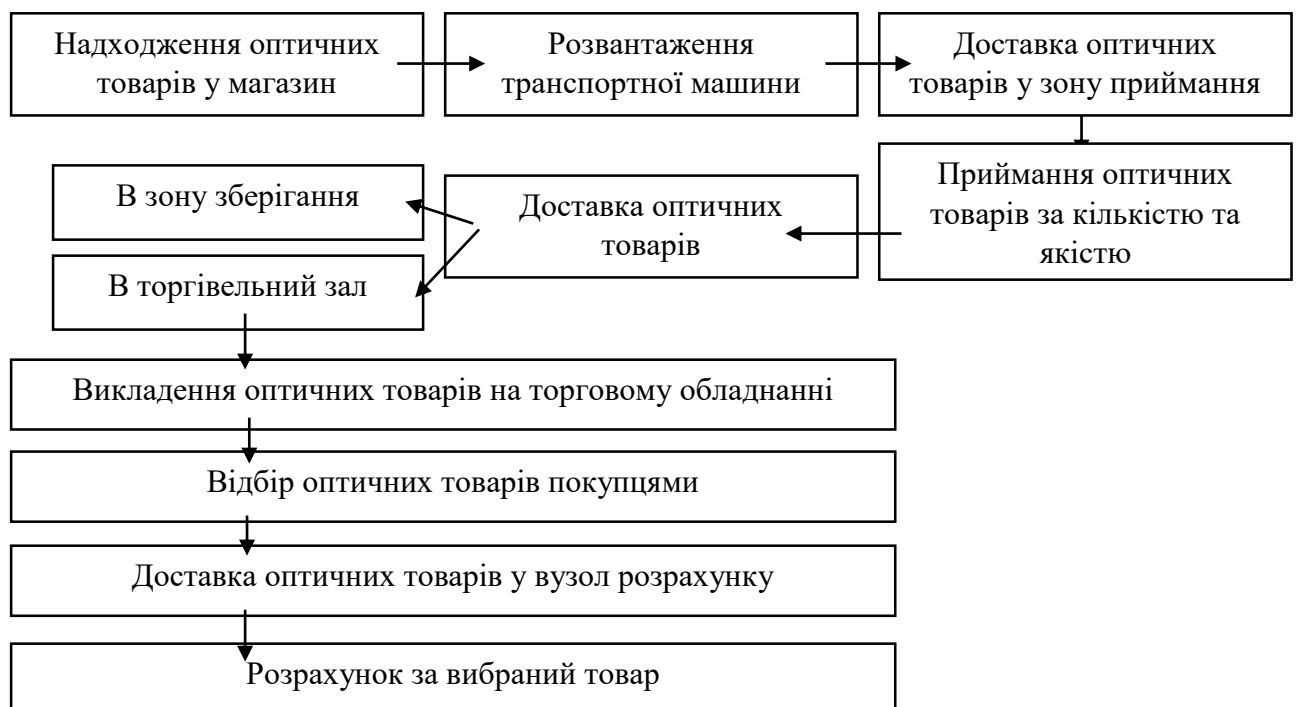 Надходження оптичних
товарів у магазин
Розвантаження
транспортної машини
Доставка оптичних
товарів у зону приймання
Приймання оптичних
товарів за кількістю та
якістю
Доставка оптичних
товарів
В зону зберігання
В торгівельний зал
Викладення оптичних товарів на торговому обладнанні
Відбір оптичних товарів покупцями
Доставка оптичних товарів у вузол розрахунку
Розрахунок за вибраний товар